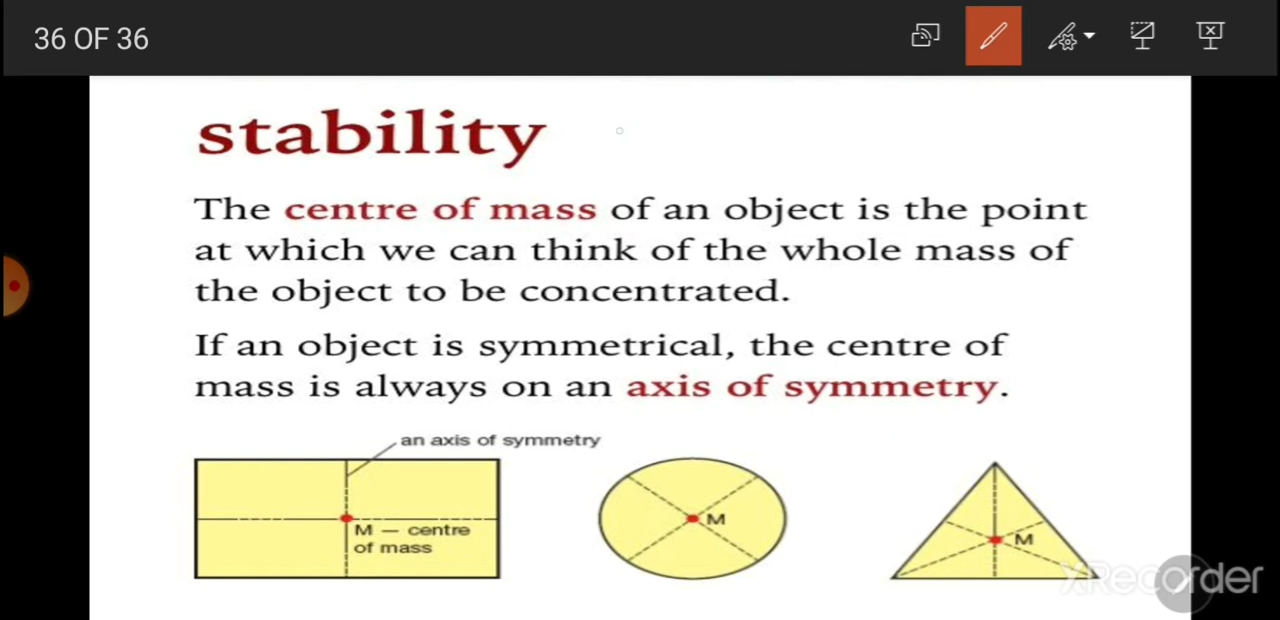 36 OF 36
stability
The centre of mass of an object is the point
at which we can think of the whole mass of
the object to be concentrated.
If an object is symmetrical, the centre of
mass is always on an axis of symmetry.
an axis of symmetry
M — centre
of mass
M
M
XRecorder